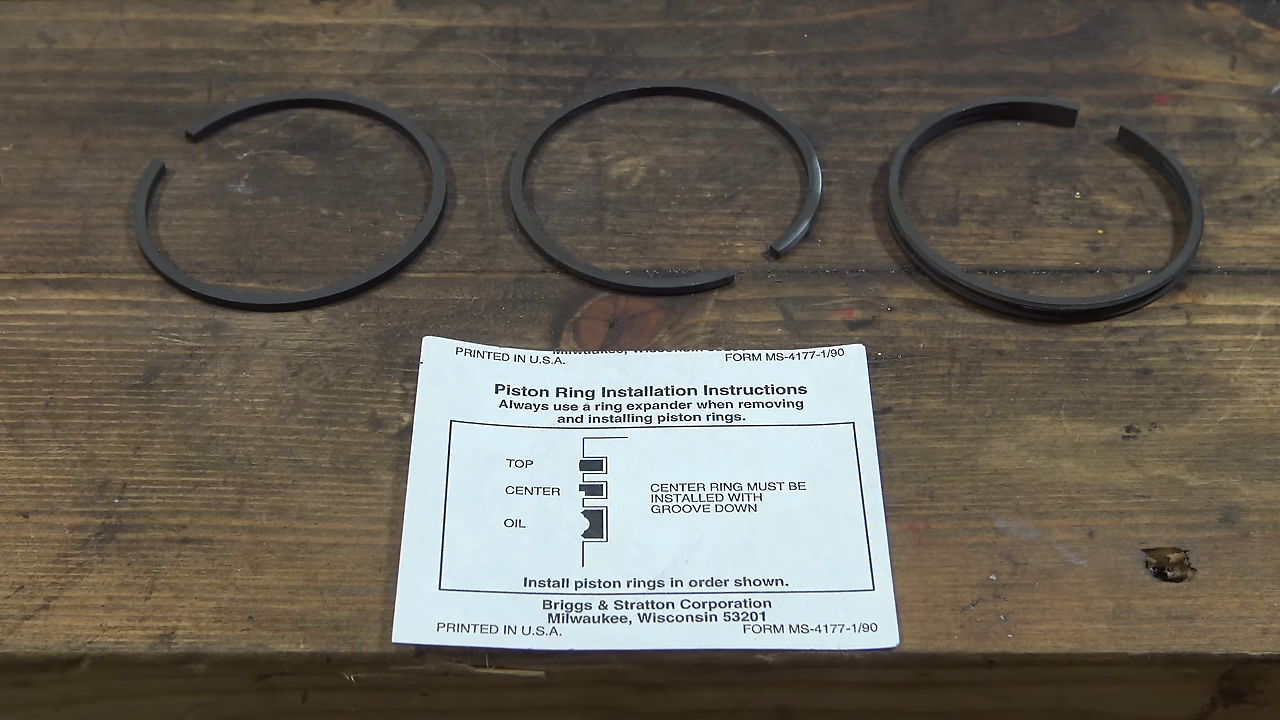 Milwaukee, Wisconsin
PRINTED IN U.S.A.
FORM MS-4177-1/90
Piston Ring Installation Instructions
Always use a ring expander when removing
and installing piston rings.
TOP
CENTER
OIL
CENTER RING MUST BE
INSTALLED WITH
GROOVE DOWN
Install piston rings in order shown.
Briggs & Stratton Corporation
Milwaukee, Wisconsin 53201
PRINTED IN U.S.A.
FORM MS-4177-1/90